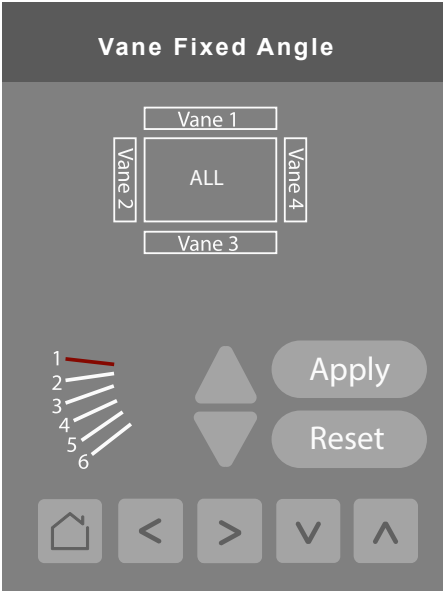 Vane Fixed Angle
Vane 1
Vane 2
ALL
Vane 4
Vane 3
1
2
3
4
5
6
Apply
Reset